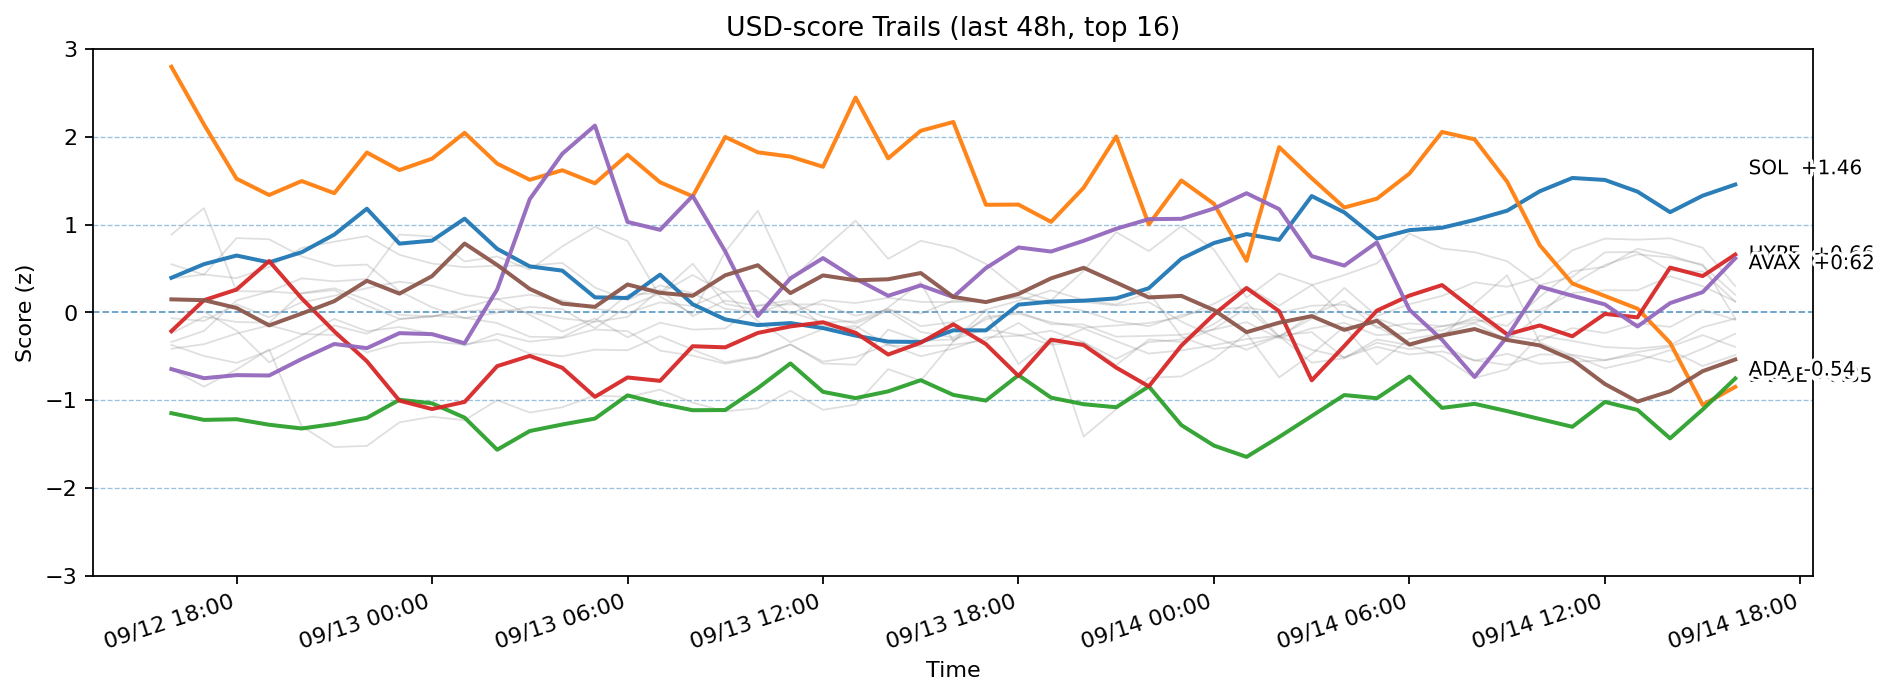 USD-score Trails (last 48h, top 16)
Score (z)
3
2
1
0
−1
−2
−3
SOL +1.46
HYPE +0.66
AVAX +0.62
ADA -0.54
09/12 18:00
09/13 00:00
09/13 06:00
09/13 12:00
09/13 18:00
09/14 00:00
09/14 06:00
09/14 12:00
09/14 18:00
Time